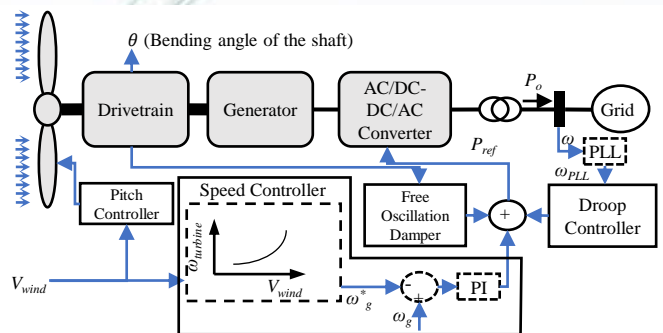 θ (Bending angle of the shaft)
Drivetrain
Generator
AC/DC-
DC/AC
Converter
P_o
Grid
ω
PLL
ω_PLL
P_ref
Pitch
Controller
Speed Controller
ω_turbine
V_wind
Free
Oscillation
Damper
+
Droop
Controller
V_wind
ω*_g
-
+
PI
ω_g